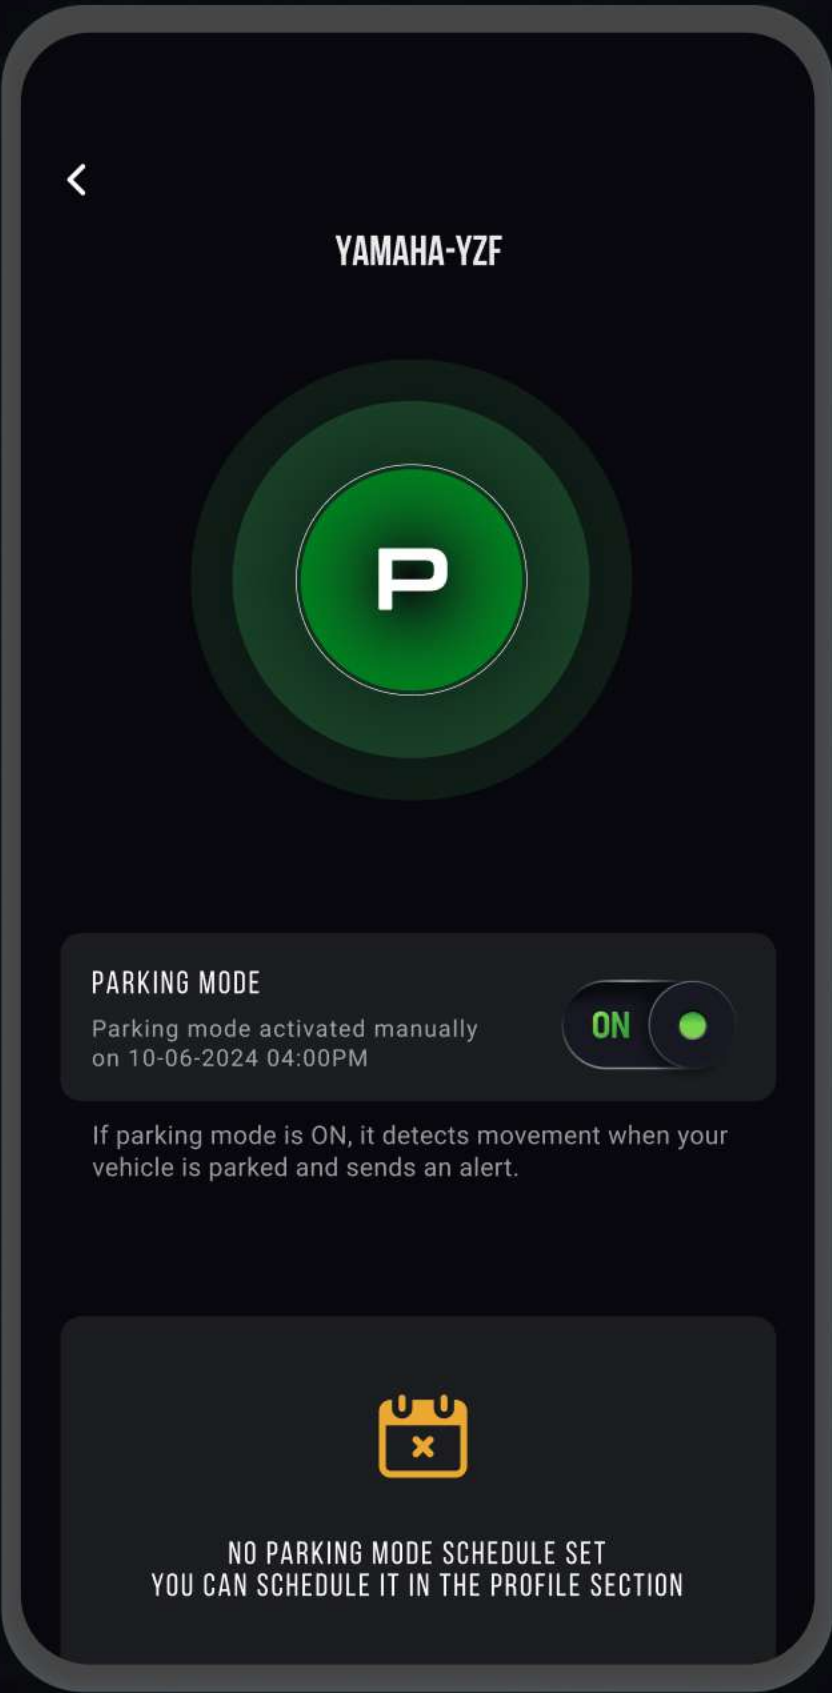 YAMAHA-YZF
P
PARKING MODE
Parking mode activated manually
on 10-06-2024 04:00PM
ON
If parking mode is ON, it detects movement when your
vehicle is parked and sends an alert.
NO PARKING MODE SCHEDULE SET
YOU CAN SCHEDULE IT IN THE PROFILE SECTION